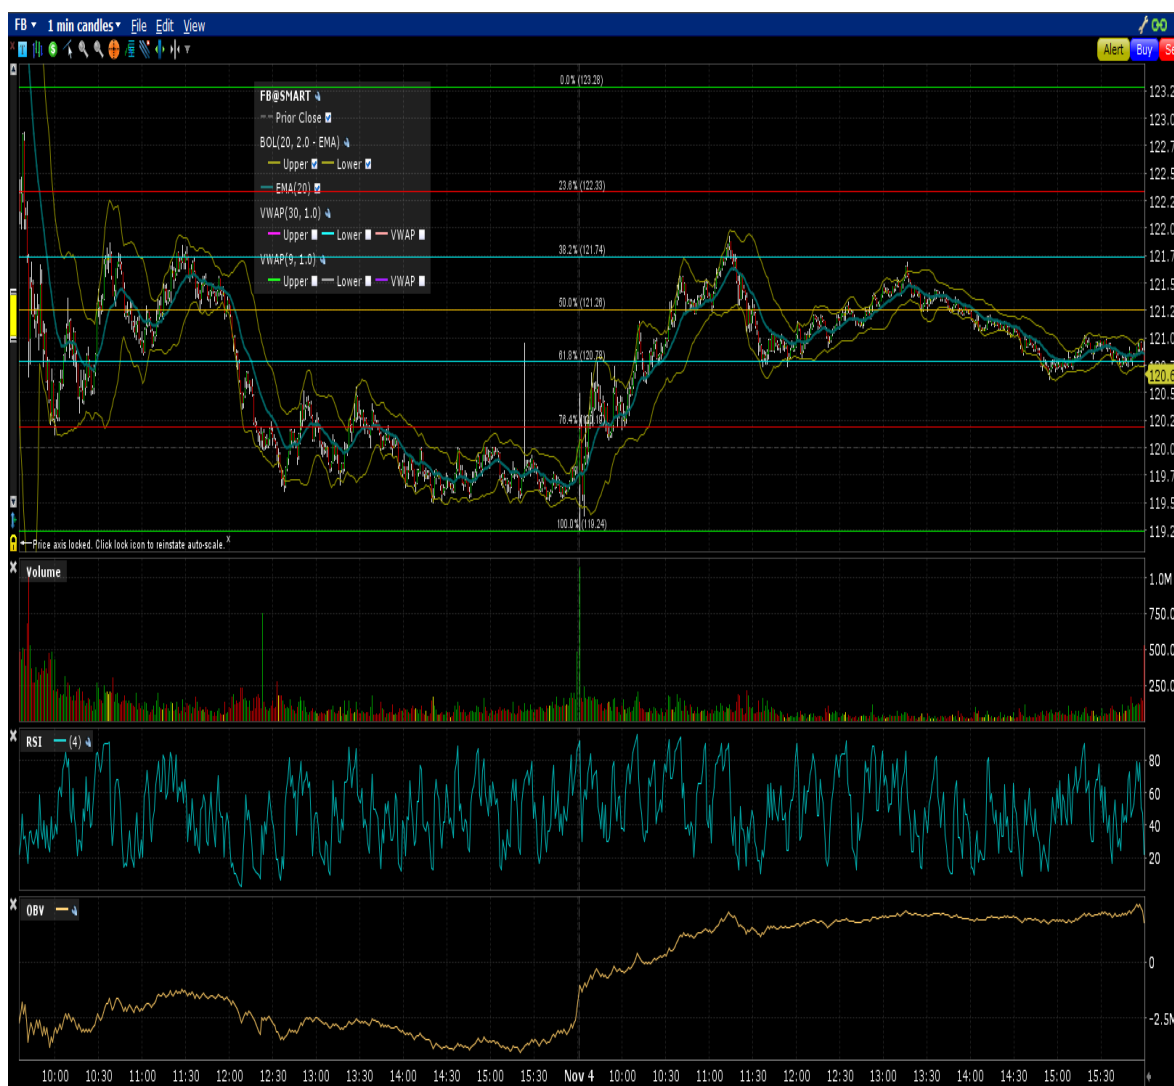 FB 1 min candles File Edit View
Alert Buy Se
FB@SMART
Prior Close
BOL(20, 2.0 - EMA)
Upper Lower
EMA(20)
VWAP(30, 1.0)
Upper Lower VWAP
VWAP(9, 1.0)
Upper Lower VWAP
0.0% (123.28)
23.6% (122.33)
38.2% (121.74)
50.0% (121.26)
61.8% (120.78)
76.4% (120.19)
100.0% (119.24)
123.2
123.0
122.7
122.5
122.2
122.0
121.7
121.5
121.2
121.0
120.6
120.5
120.2
120.0
119.7
119.5
119.2
Price axis locked. Click lock icon to reinstate auto-scale. X
Volume
1.0M
750.0
500.0
250.0
RSI (4)
80
60
40
20
OBV
0
-2.5M
10:00 10:30 11:00 11:30 12:00 12:30 13:00 13:30 14:00 14:30 15:00 15:30 Nov 4 10:00 10:30 11:00 11:30 12:00 12:30 13:00 13:30 14:00 14:30 15:00 15:30